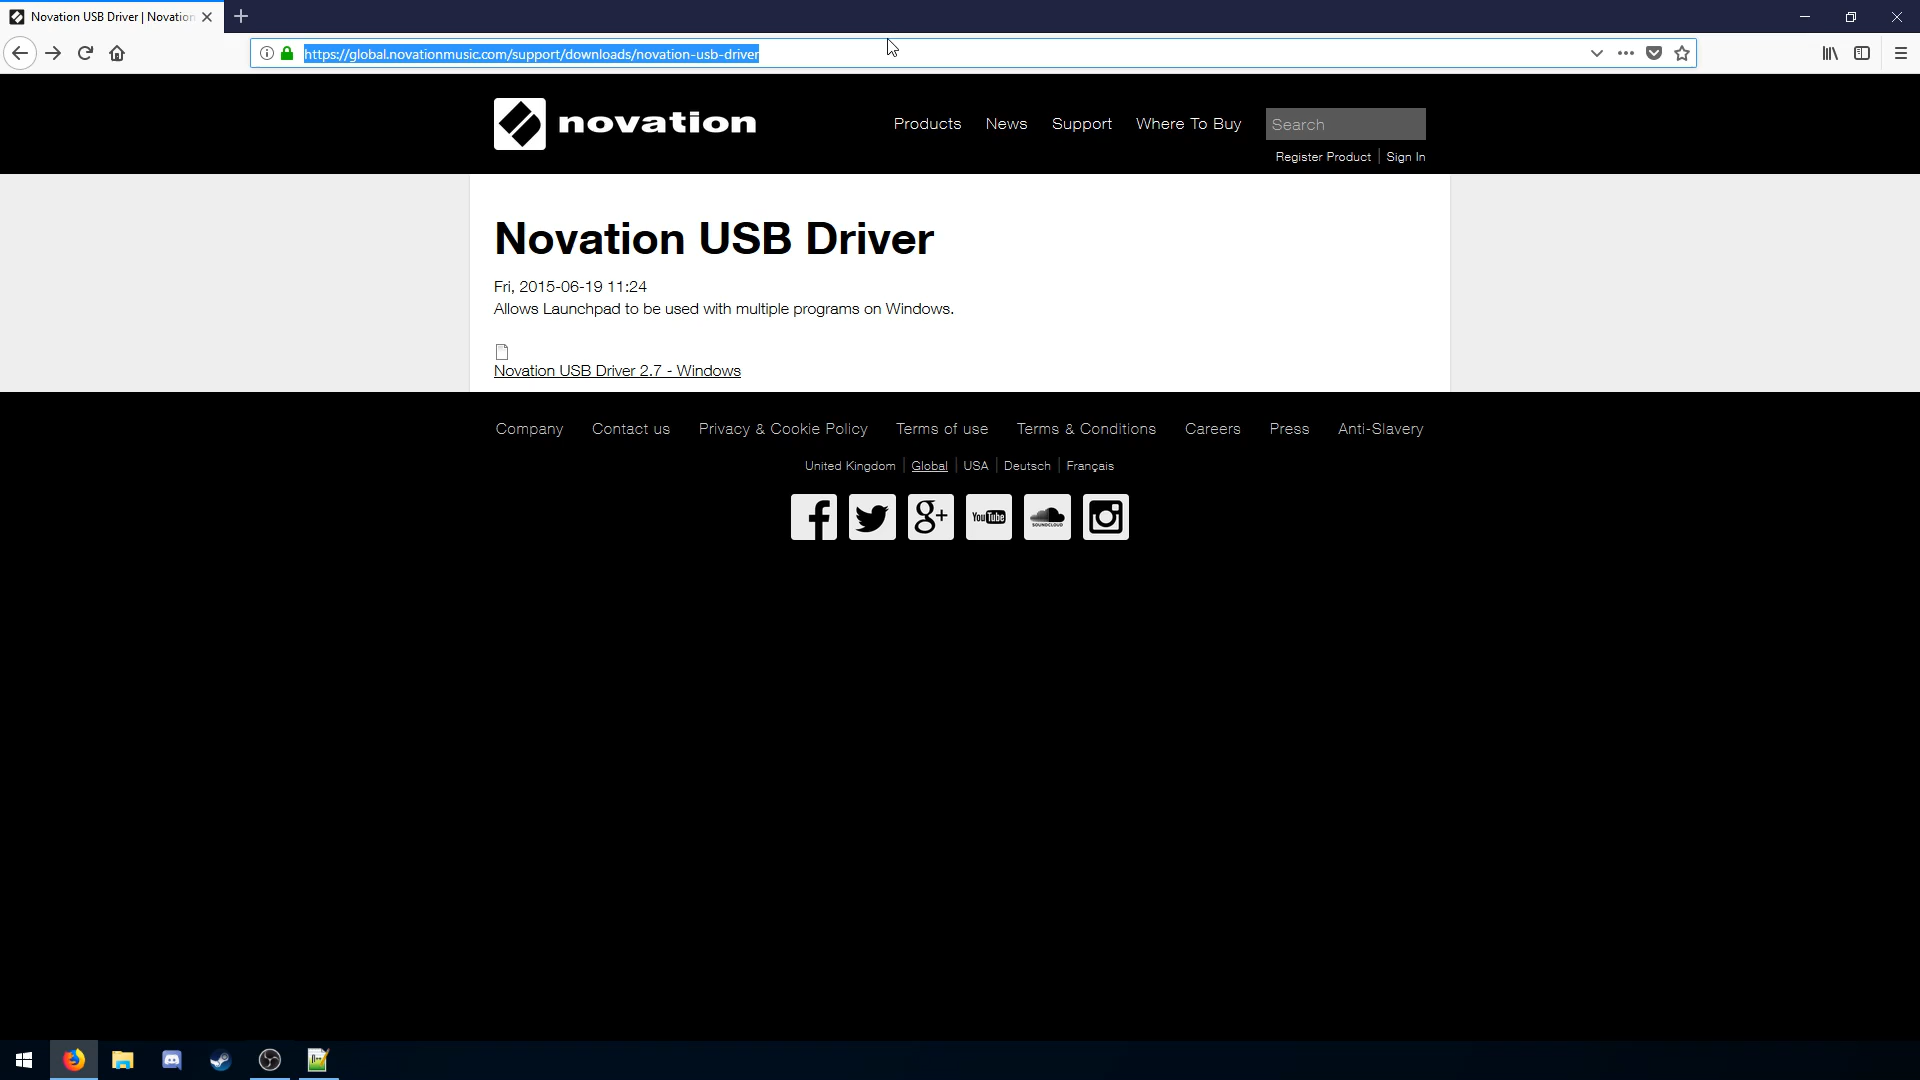 Novation USB Driver | Novation
https://global.novationmusic.com/support/downloads/novation-usb-driver
novation
Products News Support Where To Buy Search
Register Product | Sign In
Novation USB Driver
Fri, 2015-06-19 11:24
Allows Launchpad to be used with multiple programs on Windows.
Novation USB Driver 2.7 - Windows
Company Contact us Privacy & Cookie Policy Terms of use Terms & Conditions Careers Press Anti-Slavery
United Kingdom | Global | USA | Deutsch | Français
g+ YouTube SOUNDCLOUD